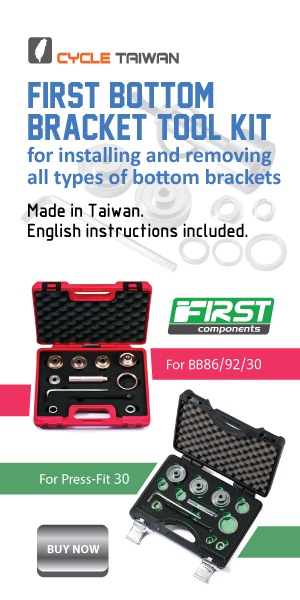 CYCLE TAIWAN
FIRST BOTTOM
BRACKET TOOL KIT
for installing and removing
all types of bottom brackets
Made in Taiwan.
English instructions included.
FIRST
components
For BB86/92/30
For Press-Fit 30
BUY NOW